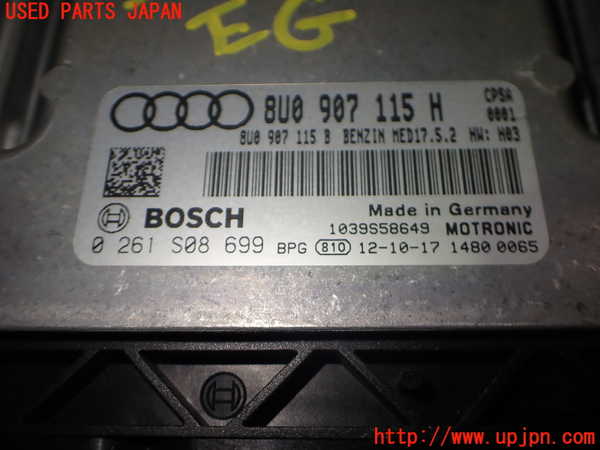 USED PARTS JAPAN
EG
8U0 907 115 H CPSA 0001
8U0 907 115 B BENZIN MED17.5.2 HW: H03
BOSCH
Made in Germany
1039S58649 MOTRONIC
0 261 S08 699 BPG 810 12-10-17 1480 0065
BOSCH
http://www.upjpn.com/